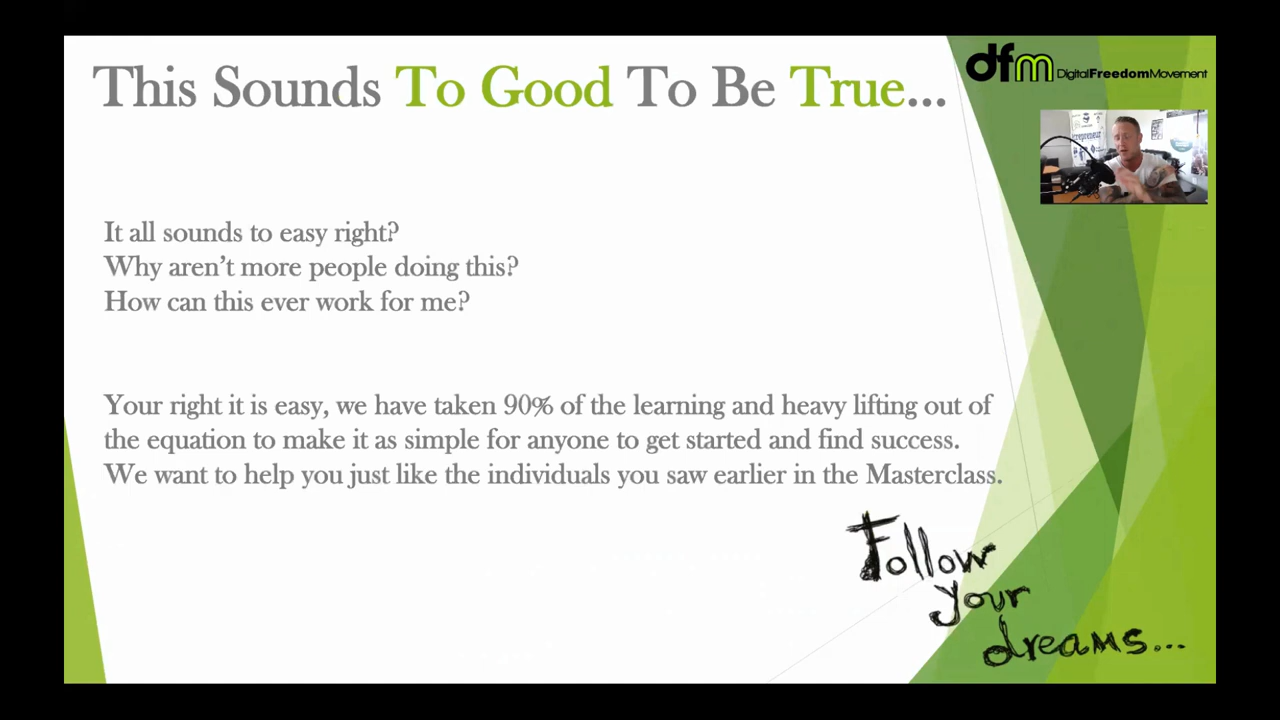 This Sounds To Good To Be True...
dfm DigitalFreedomMovement
It all sounds to easy right?
Why aren't more people doing this?
How can this ever work for me?
Your right it is easy, we have taken 90% of the learning and heavy lifting out of
the equation to make it as simple for anyone to get started and find success.
We want to help you just like the individuals you saw earlier in the Masterclass.
Follow
your
dreams...